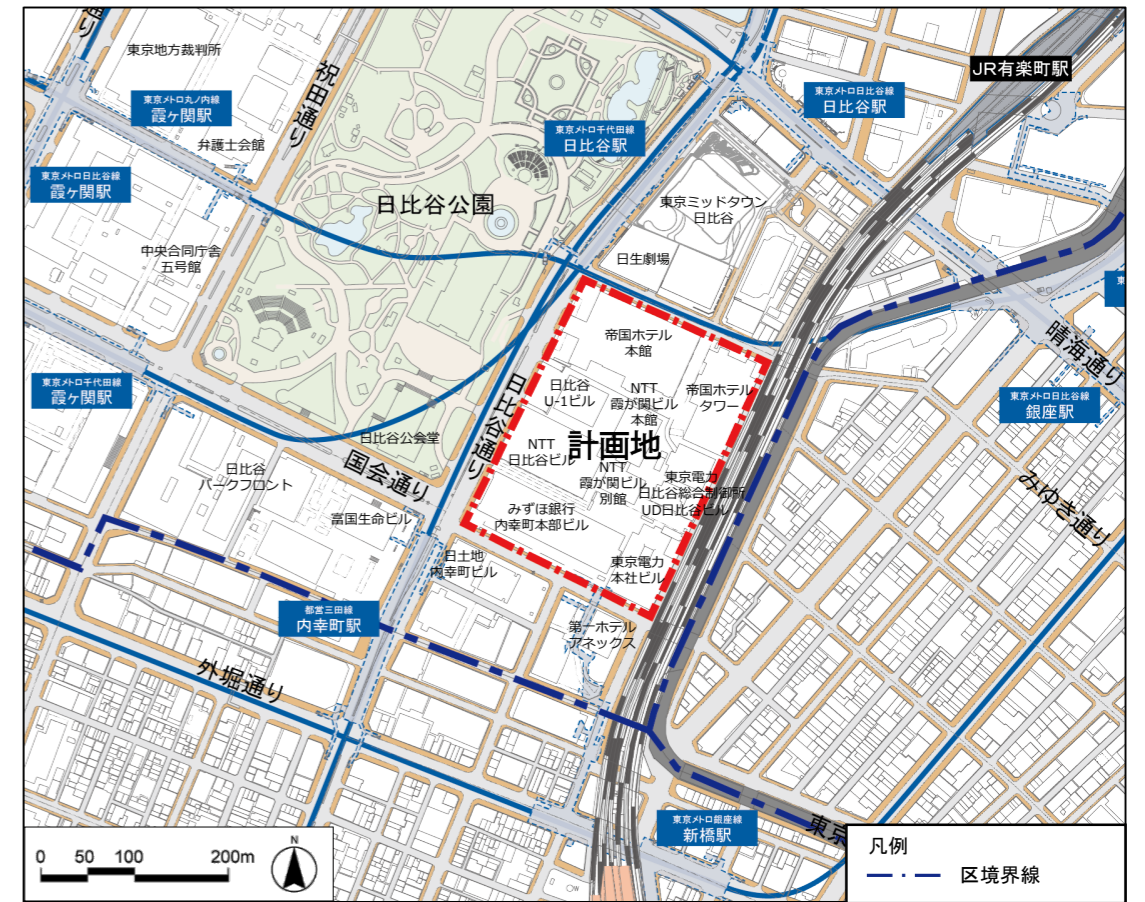 東京地方裁判所
祝田通り
JR有楽町駅
東京メトロ丸ノ内線
霞ヶ関駅
東京メトロ日比谷線
日比谷駅
弁護士会館
東京メトロ千代田線
日比谷駅
東京メトロ日比谷線
霞ヶ関駅
日比谷公園
東京ミッドタウン
日比谷
中央合同庁舎
五号館
日生劇場
晴海通り
帝国ホテル
本館
東京メトロ千代田線
霞ヶ関駅
日比谷通り
日比谷
U-1ビル
NTT
霞が関ビル
本館
帝国ホテル
タワー
東京メトロ日比谷線
銀座駅
日比谷公会堂
国会通り
NTT
日比谷ビル
計画地
NTT
霞が関ビル
別館
東京電力
日比谷総合制御所
UD日比谷ビル
みゆき通り
日比谷
パークフロント
富国生命ビル
みずほ銀行
内幸町本部ビル
日土地
内幸町ビル
東京電力
本社ビル
都営三田線
内幸町駅
第一ホテル
アネックス
外堀通り
東京メトロ銀座線
新橋駅
東京
0 50 100 200m
N
凡例
区境界線